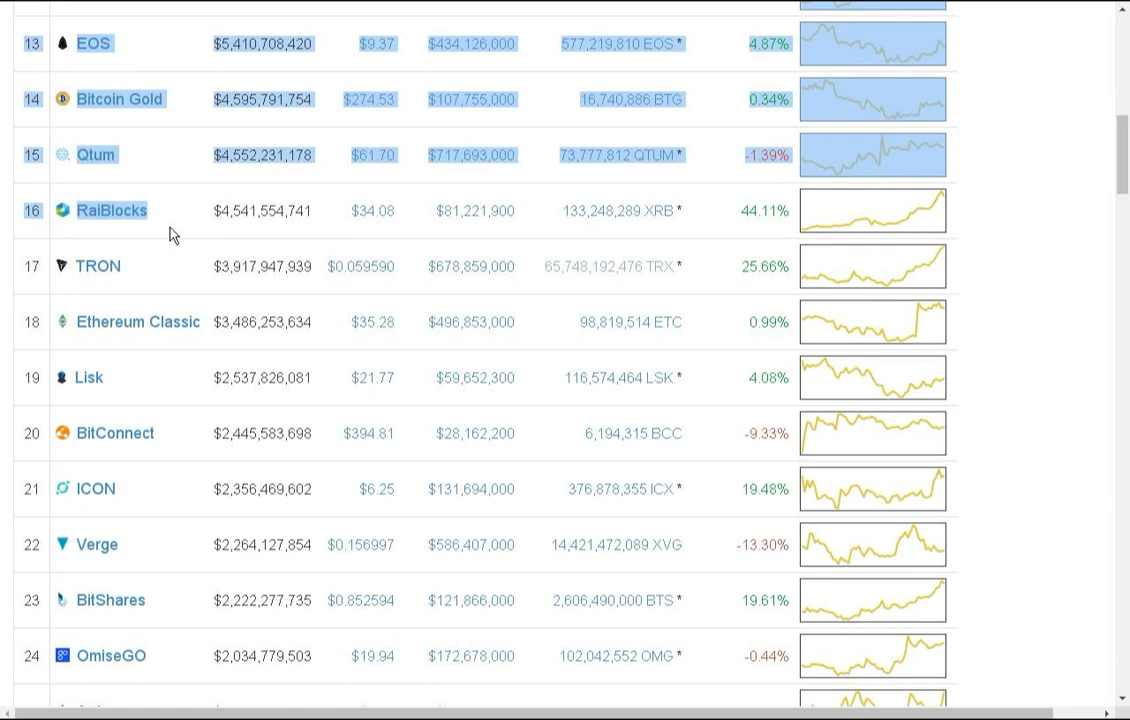 13 EOS $5,410,708,420 $9.37 $434,126,000 577,219,810 EOS * 4.87%
14 Bitcoin Gold $4,595,791,754 $274.53 $107,755,000 16,740,886 BTG 0.34%
15 Qtum $4,552,231,178 $61.70 $717,693,000 73,777,812 QTUM * -1.39%
16 RaiBlocks $4,541,554,741 $34.08 $81,221,900 133,248,289 XRB * 44.11%
17 TRON $3,917,947,939 $0.059590 $678,859,000 65,748,192,476 TRX * 25.66%
18 Ethereum Classic $3,486,253,634 $35.28 $496,853,000 98,819,514 ETC 0.99%
19 Lisk $2,537,826,081 $21.77 $59,652,300 116,574,464 LSK * 4.08%
20 BitConnect $2,445,583,698 $394.81 $28,162,200 6,194,315 BCC -9.33%
21 ICON $2,356,469,602 $6.25 $131,694,000 376,878,355 ICX * 19.48%
22 Verge $2,264,127,854 $0.156997 $586,407,000 14,421,472,089 XVG -13.30%
23 BitShares $2,222,277,735 $0.852594 $121,866,000 2,606,490,000 BTS * 19.61%
24 OmiseGO $2,034,779,503 $19.94 $172,678,000 102,042,552 OMG * -0.44%